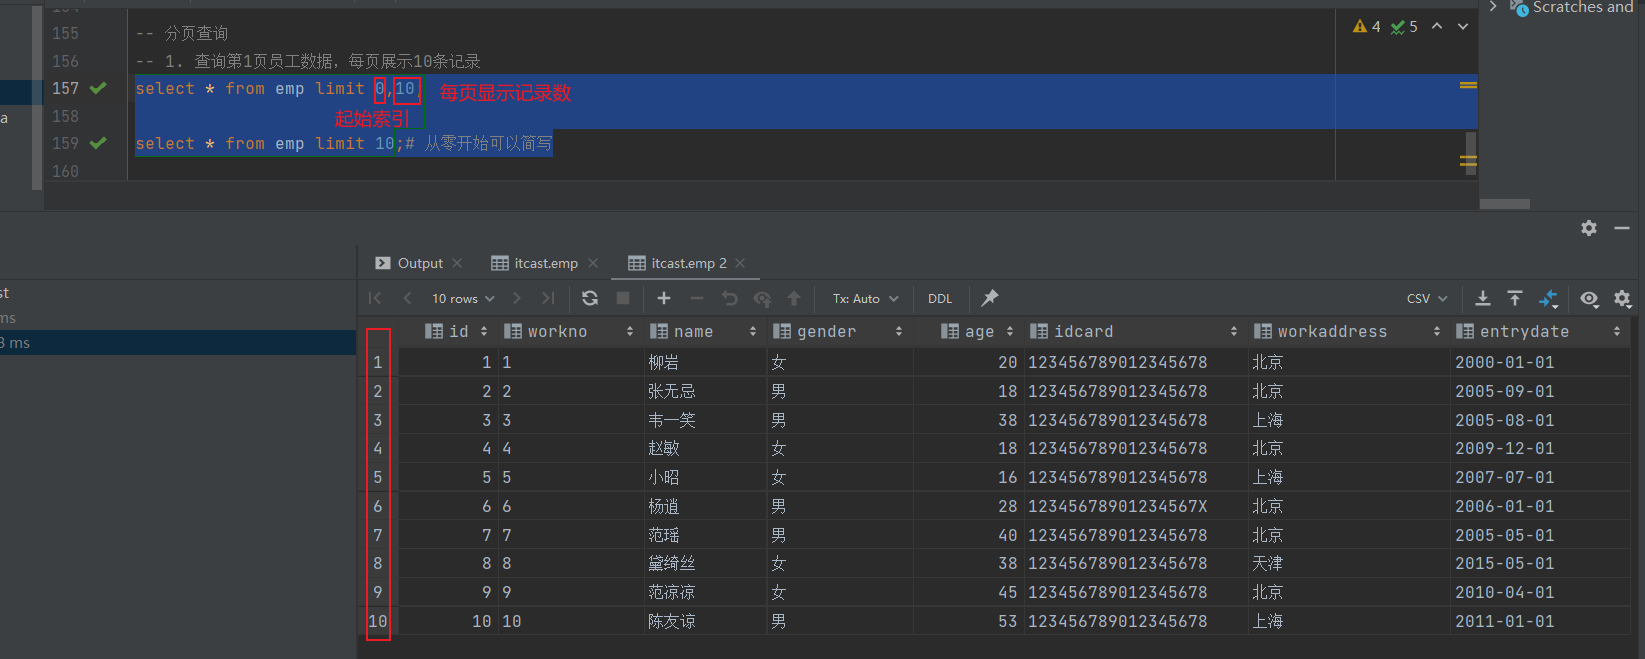 Scratches and
155 -- 分页查询
4 5
156 -- 1. 查询第1页员工数据，每页展示10条记录
157 select * from emp limit 0,10; 每页显示记录数
158 起始索引
159 select * from emp limit 10;# 从零开始可以简写
160
a
Output itcast.emp itcast.emp 2
st
ms
3 ms
10 rows Tx: Auto DDL CSV
id workno name gender age idcard workaddress entrydate
1 1 1 柳岩 女 20 123456789012345678 北京 2000-01-01
2 2 2 张无忌 男 18 123456789012345678 北京 2005-09-01
3 3 3 韦一笑 男 38 123456789012345678 上海 2005-08-01
4 4 4 赵敏 女 18 123456789012345678 北京 2009-12-01
5 5 5 小昭 女 16 123456789012345678 上海 2007-07-01
6 6 6 杨逍 男 28 12345678901234567X 北京 2006-01-01
7 7 7 范瑶 男 40 123456789012345678 北京 2005-05-01
8 8 8 黛绮丝 女 38 123456789012345678 天津 2015-05-01
9 9 9 范凉凉 女 45 123456789012345678 北京 2010-04-01
10 10 10 陈友谅 男 53 123456789012345678 上海 2011-01-01